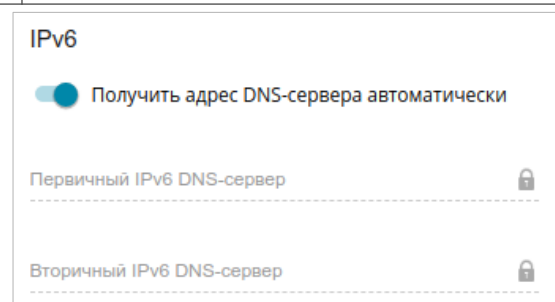 IPv6
Получить адрес DNS-сервера автоматически
Первичный IPv6 DNS-сервер
Вторичный IPv6 DNS-сервер